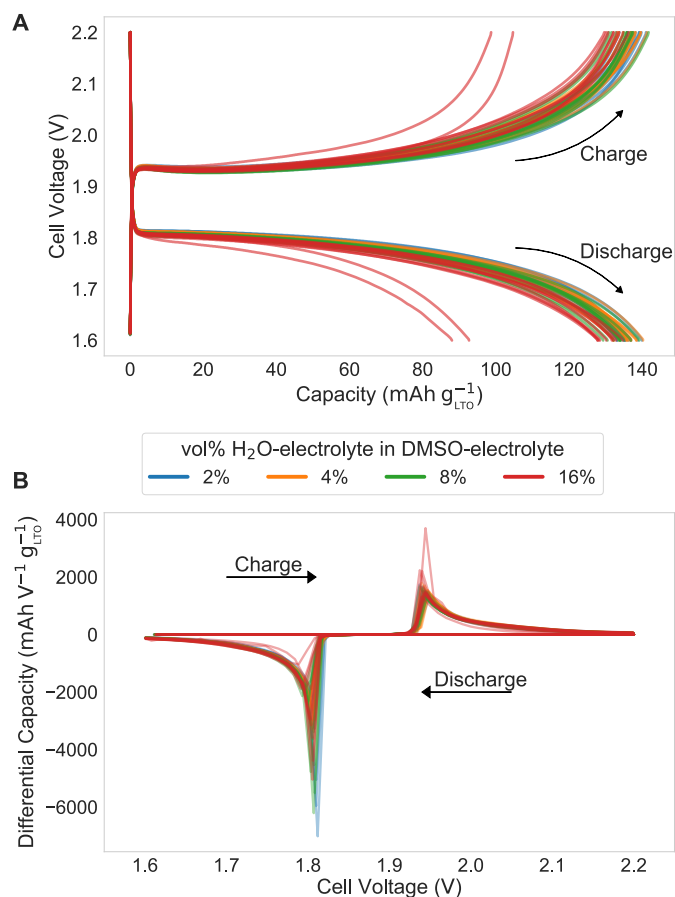 A
2.2
2.1
2.0
1.9
1.8
1.7
1.6
Cell Voltage (V)
Charge
Discharge
0 20 40 60 80 100 120 140
Capacity (mAh g⁻¹LTO)
vol% H₂O-electrolyte in DMSO-electrolyte
2% 4% 8% 16%
B
4000
2000
0
−2000
−4000
−6000
Differential Capacity (mAh V⁻¹ g⁻¹LTO)
Charge
Discharge
1.6 1.7 1.8 1.9 2.0 2.1 2.2
Cell Voltage (V)